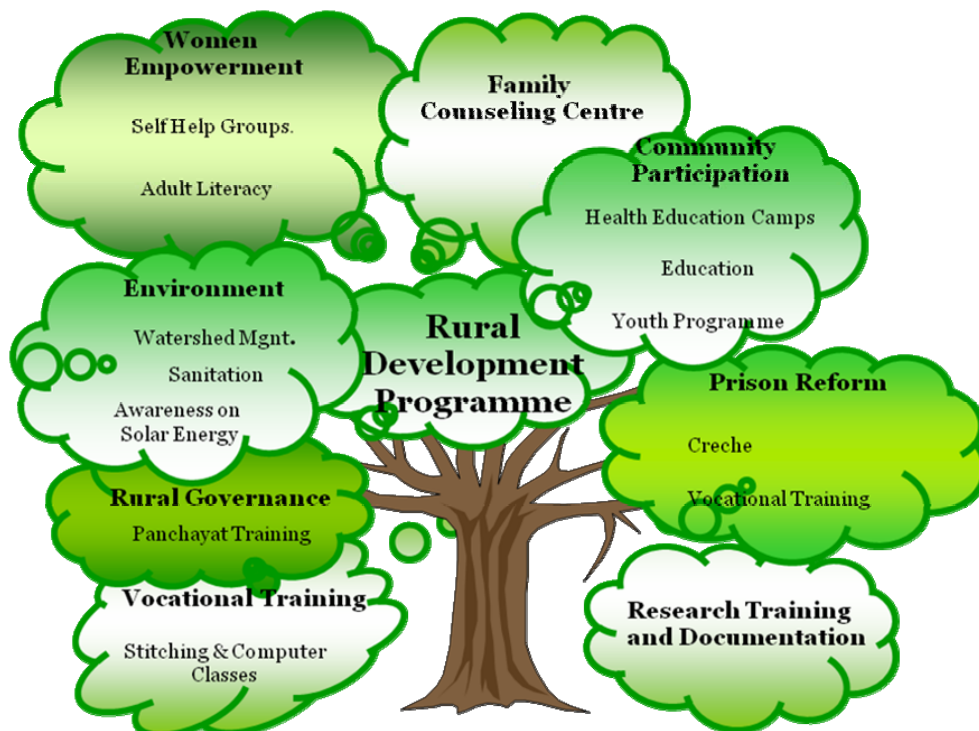 Women
Empowerment
Self Help Groups.
Adult Literacy
Family
Counseling Centre
Community
Participation
Health Education Camps
Education
Youth Programme
Environment
Watershed Mgnt.
Sanitation
Awareness on
Solar Energy
Rural
Development
Programme
Prison Reform
Creche
Vocational Training
Rural Governance
Panchayat Training
Vocational Training
Stitching & Computer
Classes
Research Training
and Documentation